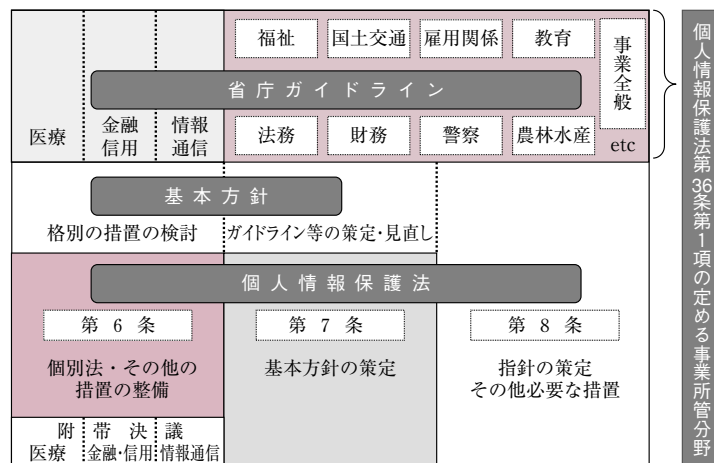 福祉 国土交通 雇用関係 教育 事業全般
省庁ガイドライン
医療 金融信用 情報通信 法務 財務 警察 農林水産 etc
基本方針
格別の措置の検討 ガイドライン等の策定・見直し
個人情報保護法
第6条 第7条 第8条
個別法・その他の 基本方針の策定 指針の策定
措置の整備 その他必要な措置
附帯決議
医療 金融・信用 情報通信
個人情報保護法第36条第1項の定める事業所管分野